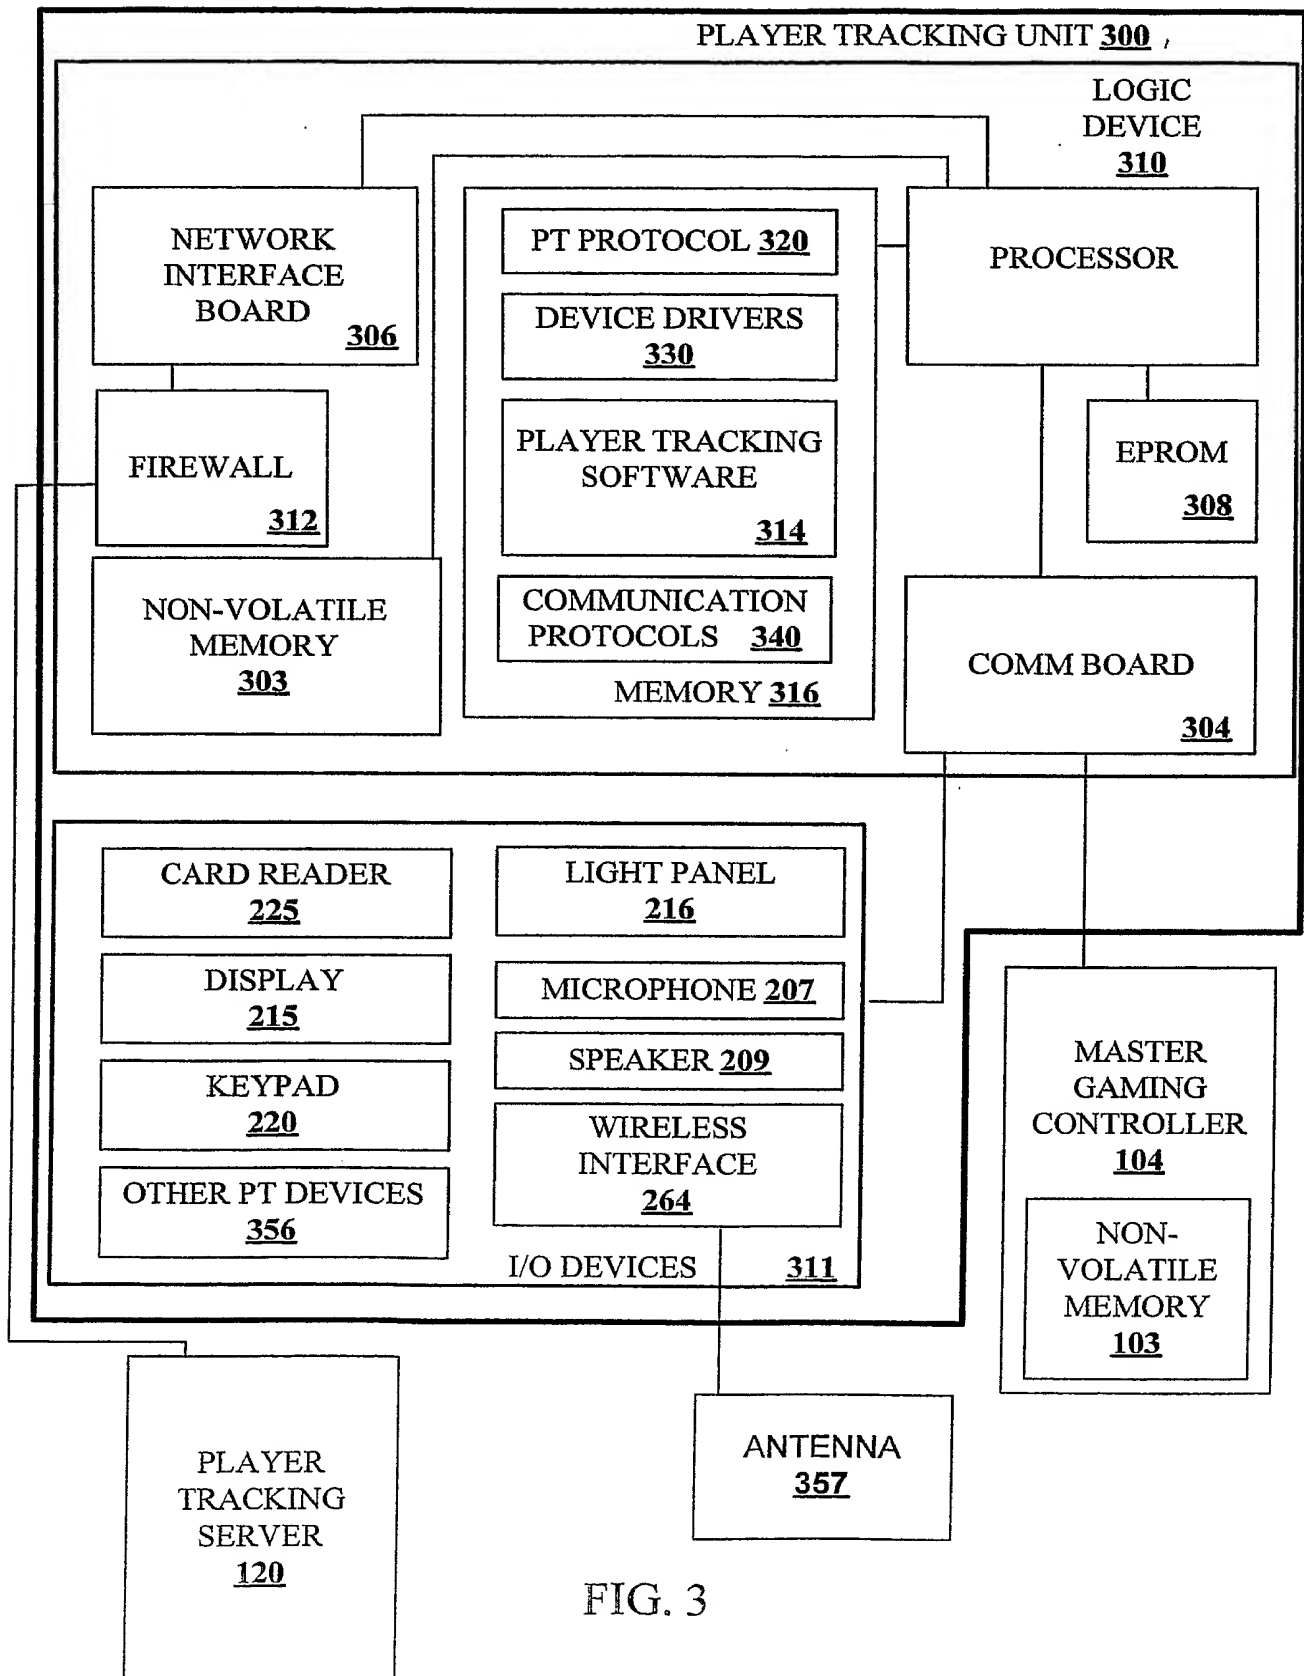 PLAYER TRACKING UNIT 300
LOGIC
DEVICE
310
NETWORK
INTERFACE
BOARD
306
PT PROTOCOL 320
DEVICE DRIVERS
330
PLAYER TRACKING
SOFTWARE
314
COMMUNICATION
PROTOCOLS 340
MEMORY 316
PROCESSOR
FIREWALL
312
EPROM
308
NON-VOLATILE
MEMORY
303
COMM BOARD
304
CARD READER
225
DISPLAY
215
KEYPAD
220
OTHER PT DEVICES
356
LIGHT PANEL
216
MICROPHONE 207
SPEAKER 209
WIRELESS
INTERFACE
264
I/O DEVICES 311
MASTER
GAMING
CONTROLLER
104
NON-
VOLATILE
MEMORY
103
PLAYER
TRACKING
SERVER
120
ANTENNA
357
FIG. 3